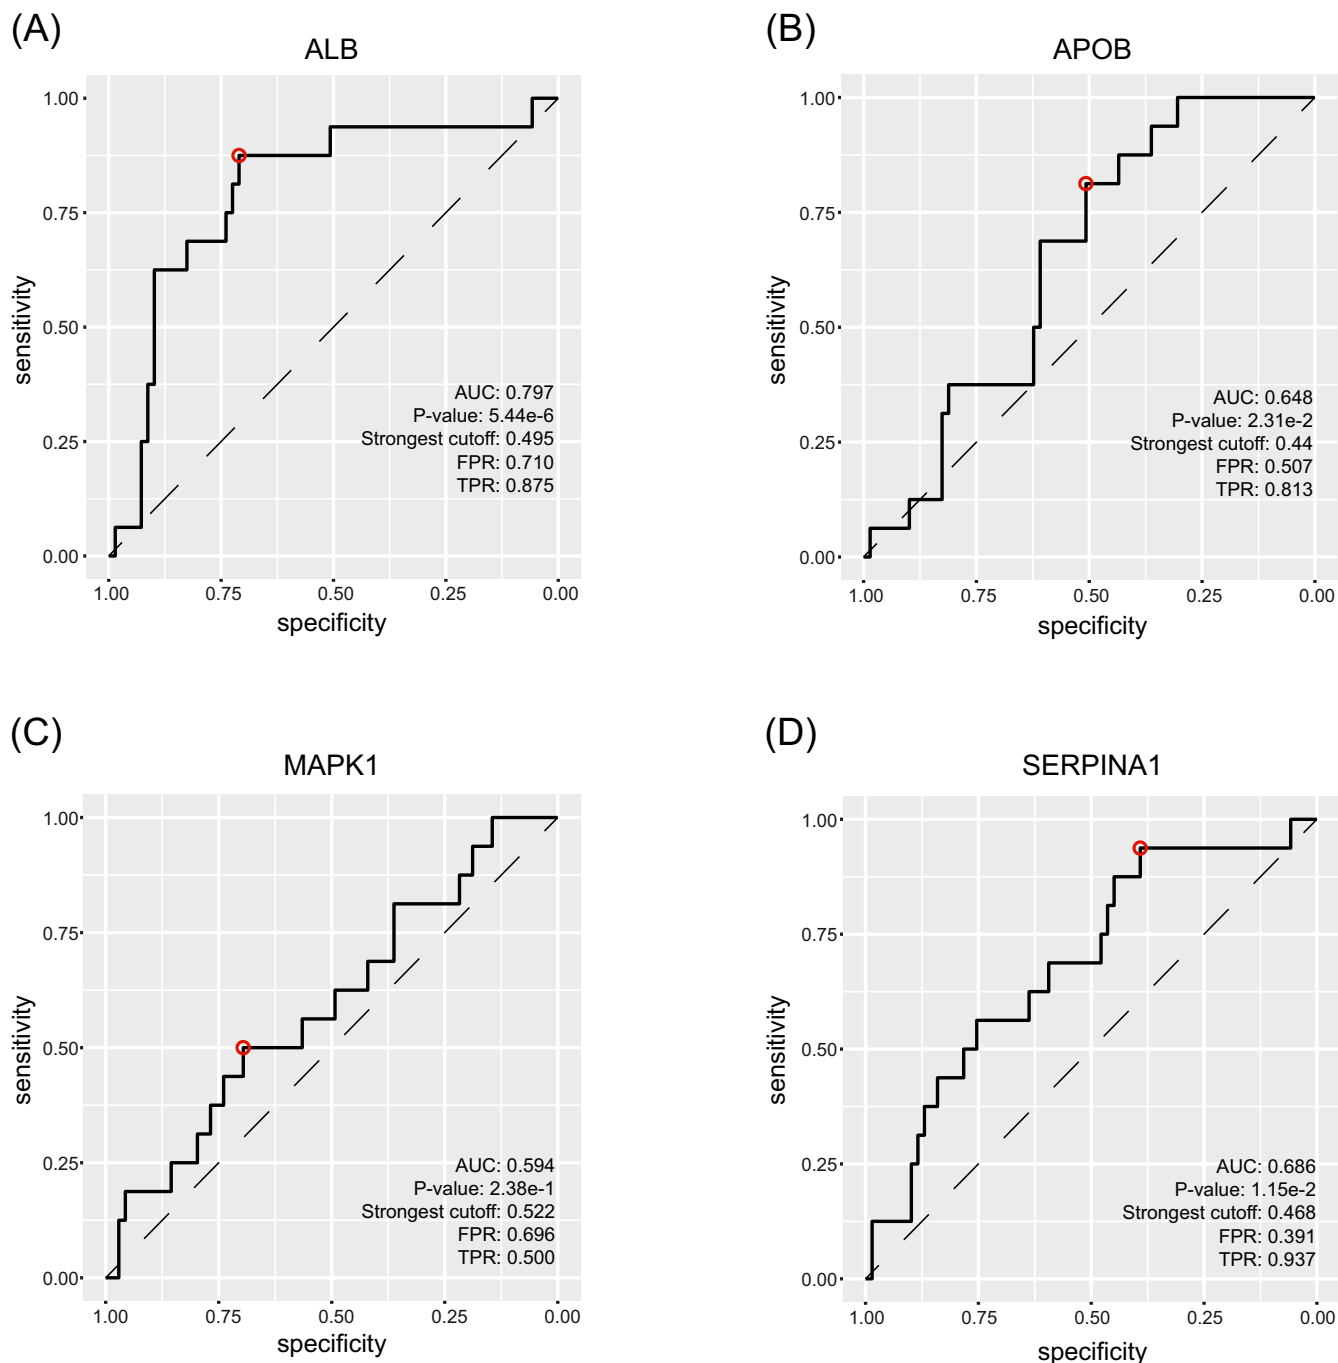 (A)
ALB
1.00
0.75
0.50
0.25
0.00
sensitivity
AUC: 0.797
P-value: 5.44e-6
Strongest cutoff: 0.495
FPR: 0.710
TPR: 0.875
1.00 0.75 0.50 0.25 0.00
specificity
(B)
APOB
1.00
0.75
0.50
0.25
0.00
sensitivity
AUC: 0.648
P-value: 2.31e-2
Strongest cutoff: 0.44
FPR: 0.507
TPR: 0.813
1.00 0.75 0.50 0.25 0.00
specificity
(C)
MAPK1
1.00
0.75
0.50
0.25
0.00
sensitivity
AUC: 0.594
P-value: 2.38e-1
Strongest cutoff: 0.522
FPR: 0.696
TPR: 0.500
1.00 0.75 0.50 0.25 0.00
specificity
(D)
SERPINA1
1.00
0.75
0.50
0.25
0.00
sensitivity
AUC: 0.686
P-value: 1.15e-2
Strongest cutoff: 0.468
FPR: 0.391
TPR: 0.937
1.00 0.75 0.50 0.25 0.00
specificity